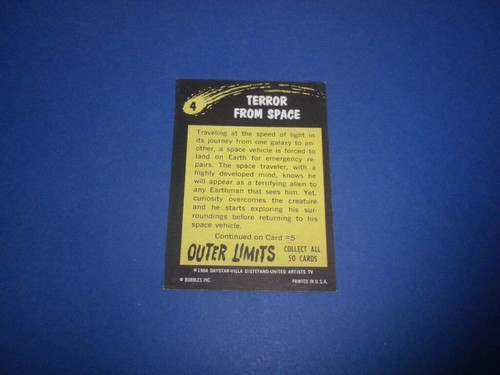 4
TERROR
FROM SPACE
Traveling at the speed of light in
its journey from one galaxy to an-
other, a space vehicle is forced to
land on Earth for emergency re-
pairs. The space traveler, with a
highly developed mind, knows he
will appear as a terrifying alien to
any Earthman that sees him. Yet,
curiosity overcomes the creature
and he starts exploring his sur-
roundings before returning to his
space vehicle.
Continued on Card #5
OUTER LIMITS
COLLECT ALL
50 CARDS
© 1964 DAYSTAR-VILLA DISTEFANO-UNITED ARTISTS TV
© BUBBLES INC.
PRINTED IN U.S.A.